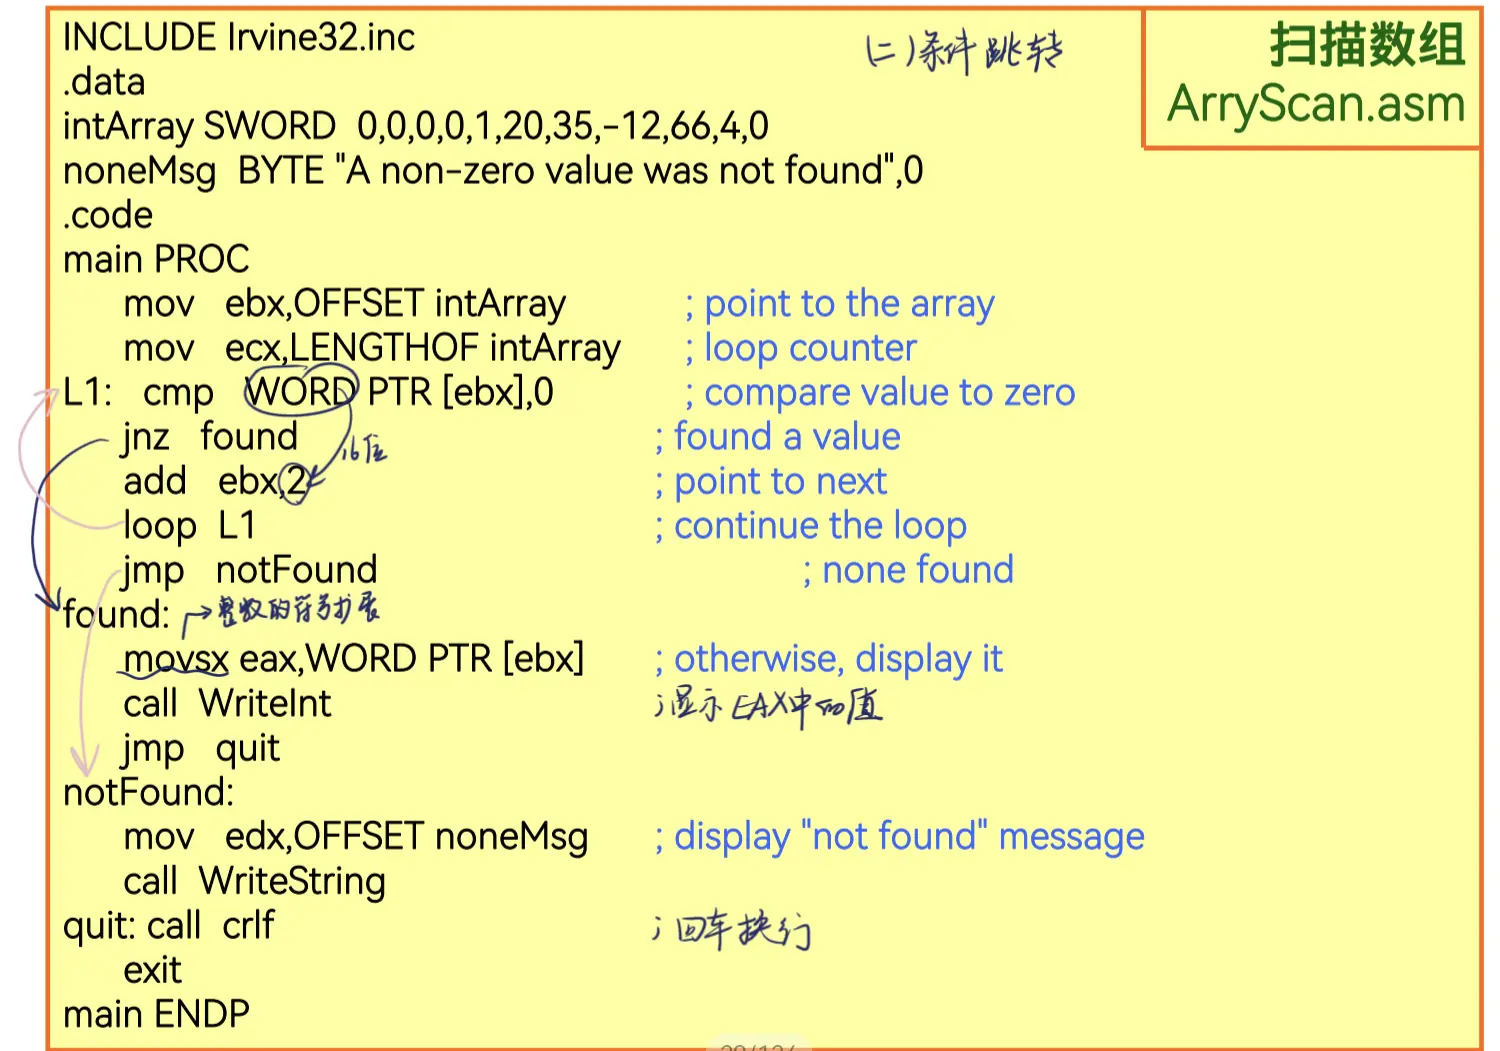 INCLUDE Irvine32.inc
(二)条件跳转
扫描数组
ArryScan.asm
.data
intArray SWORD 0,0,0,0,1,20,35,-12,66,4,0
noneMsg BYTE "A non-zero value was not found",0
.code
main PROC
mov ebx,OFFSET intArray ; point to the array
mov ecx,LENGTHOF intArray ; loop counter
L1: cmp WORD PTR [ebx],0 ; compare value to zero
jnz found ; found a value
16位
add ebx,2 ; point to next
loop L1 ; continue the loop
jmp notFound ; none found
found: →整数的符号扩展
movsx eax,WORD PTR [ebx] ; otherwise, display it
call WriteInt ;显示EAX中的值
jmp quit
notFound:
mov edx,OFFSET noneMsg ; display "not found" message
call WriteString
quit: call crlf ;回车换行
exit
main ENDP